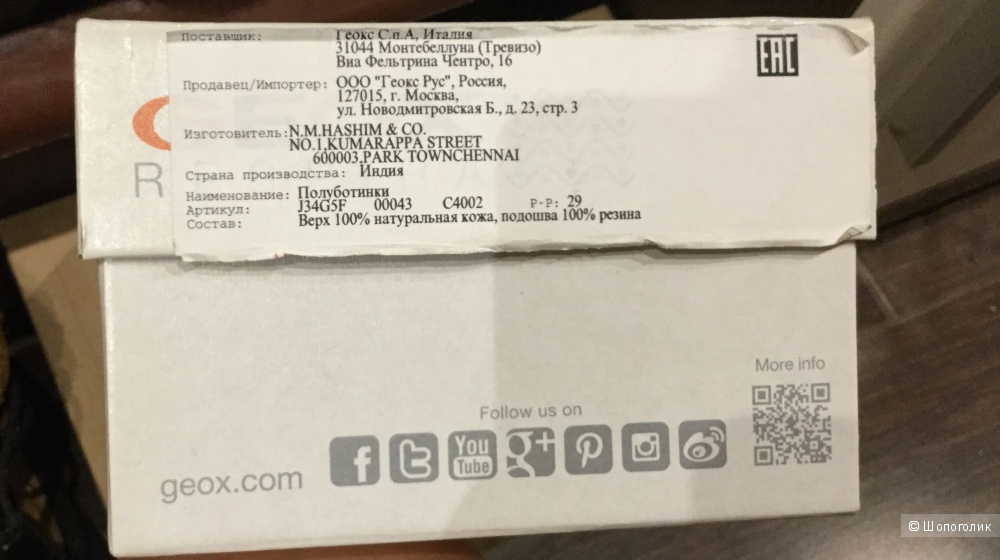 Поставщик: Геокс С.п.А, Италия
31044 Монтебеллуна (Тревизо)
Виа Фельтрина Чентро, 16
EAC
Продавец/Импортер: ООО "Геокс Рус", Россия,
127015, г. Москва,
ул. Новодмитровская Б., д. 23, стр. 3
Изготовитель: N.M.HASHIM & CO.
NO.1,KUMARAPPA STREET
600003,PARK TOWNCHENNAI
Страна производства: Индия
Наименование: Полуботинки
Артикул: J34G5F 00043 C4002 Р-Р: 29
Состав: Верх 100% натуральная кожа, подошва 100% резина
R
More info
Follow us on
geox.com
f t You Tube g+ P
© Шопоголик